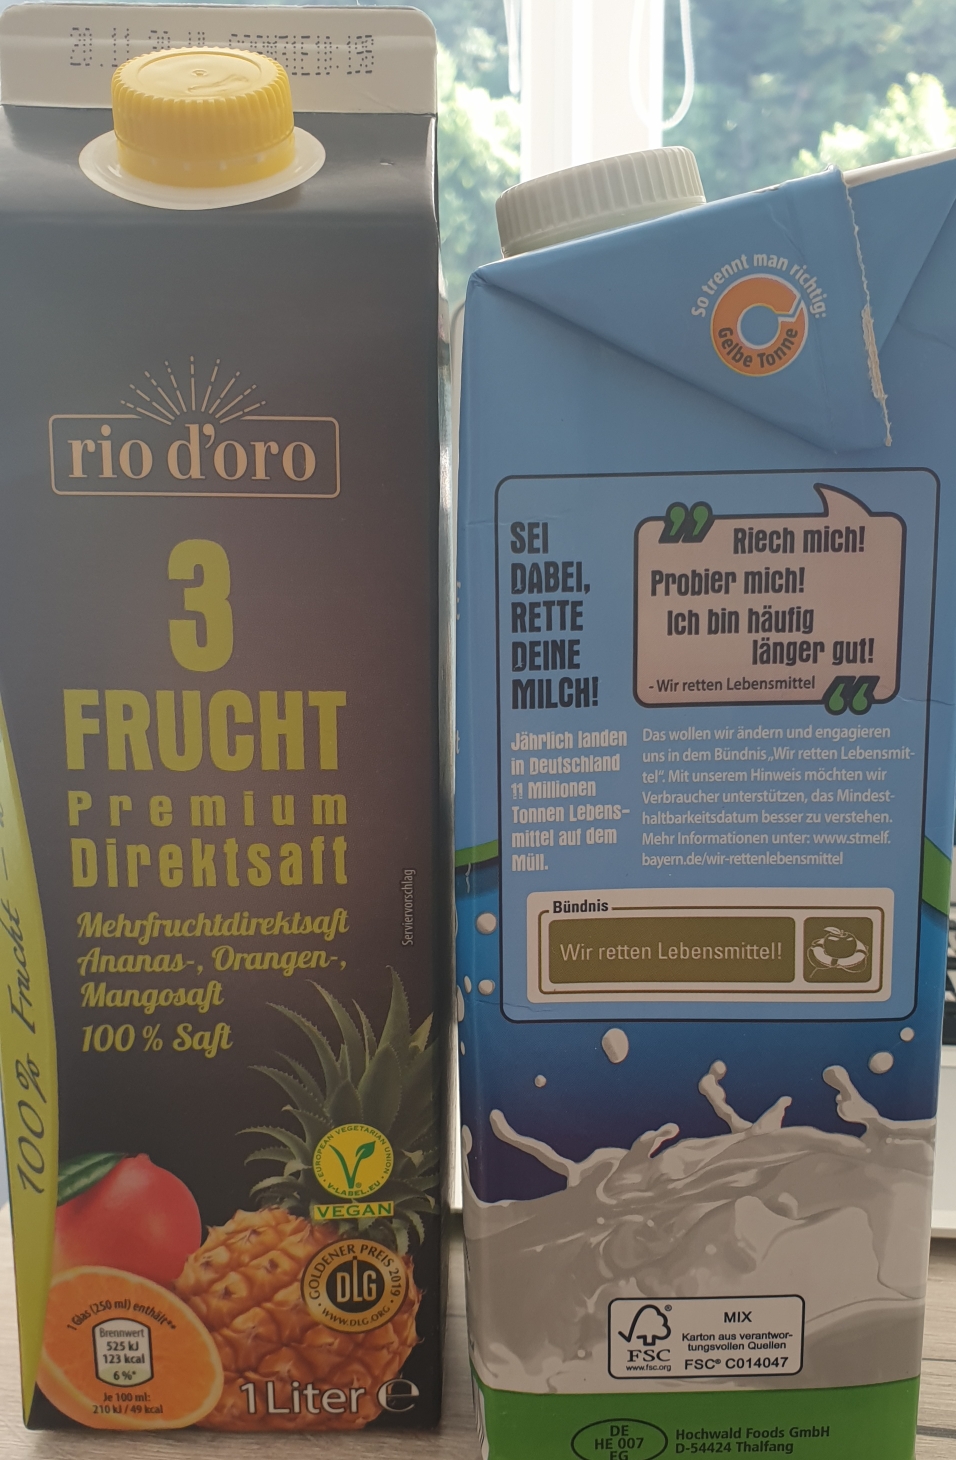 rio d'oro
3
FRUCHT
Premium
Direktsaft
Mehrfruchtdirektsaft
Ananas-, Orangen-,
Mangosaft
100 % Saft
Serviervorschlag
100 % Frucht
EUROPEAN VEGETARIAN UNION
V-LABEL.EU
VEGAN
GOLDENER PREIS 2019
DLG
WWW.DLG.ORG
1 Glas (250 ml) enthält**
Brennwert
525 kJ
123 kcal
6 %*
Je 100 ml:
210 kJ / 49 kcal
1 Liter e
So trennt man richtig:
Gelbe Tonne
SEI
DABEI,
RETTE
DEINE
MILCH!
Riech mich!
Probier mich!
Ich bin häufig
länger gut!
- Wir retten Lebensmittel
Jährlich landen
in Deutschland
11 Millionen
Tonnen Lebens-
mittel auf dem
Müll.
Das wollen wir ändern und engagieren
uns in dem Bündnis „Wir retten Lebensmit-
tel“. Mit unserem Hinweis möchten wir
Verbraucher unterstützen, das Mindest-
haltbarkeitsdatum besser zu verstehen.
Mehr Informationen unter: www.stmelf.
bayern.de/wir-rettenlebensmittel
Bündnis
Wir retten Lebensmittel!
FSC®
www.fsc.org
MIX
Karton aus verantwor-
tungsvollen Quellen
FSC® C014047
DE
HE 007
EG
Hochwald Foods GmbH
D-54424 Thalfang